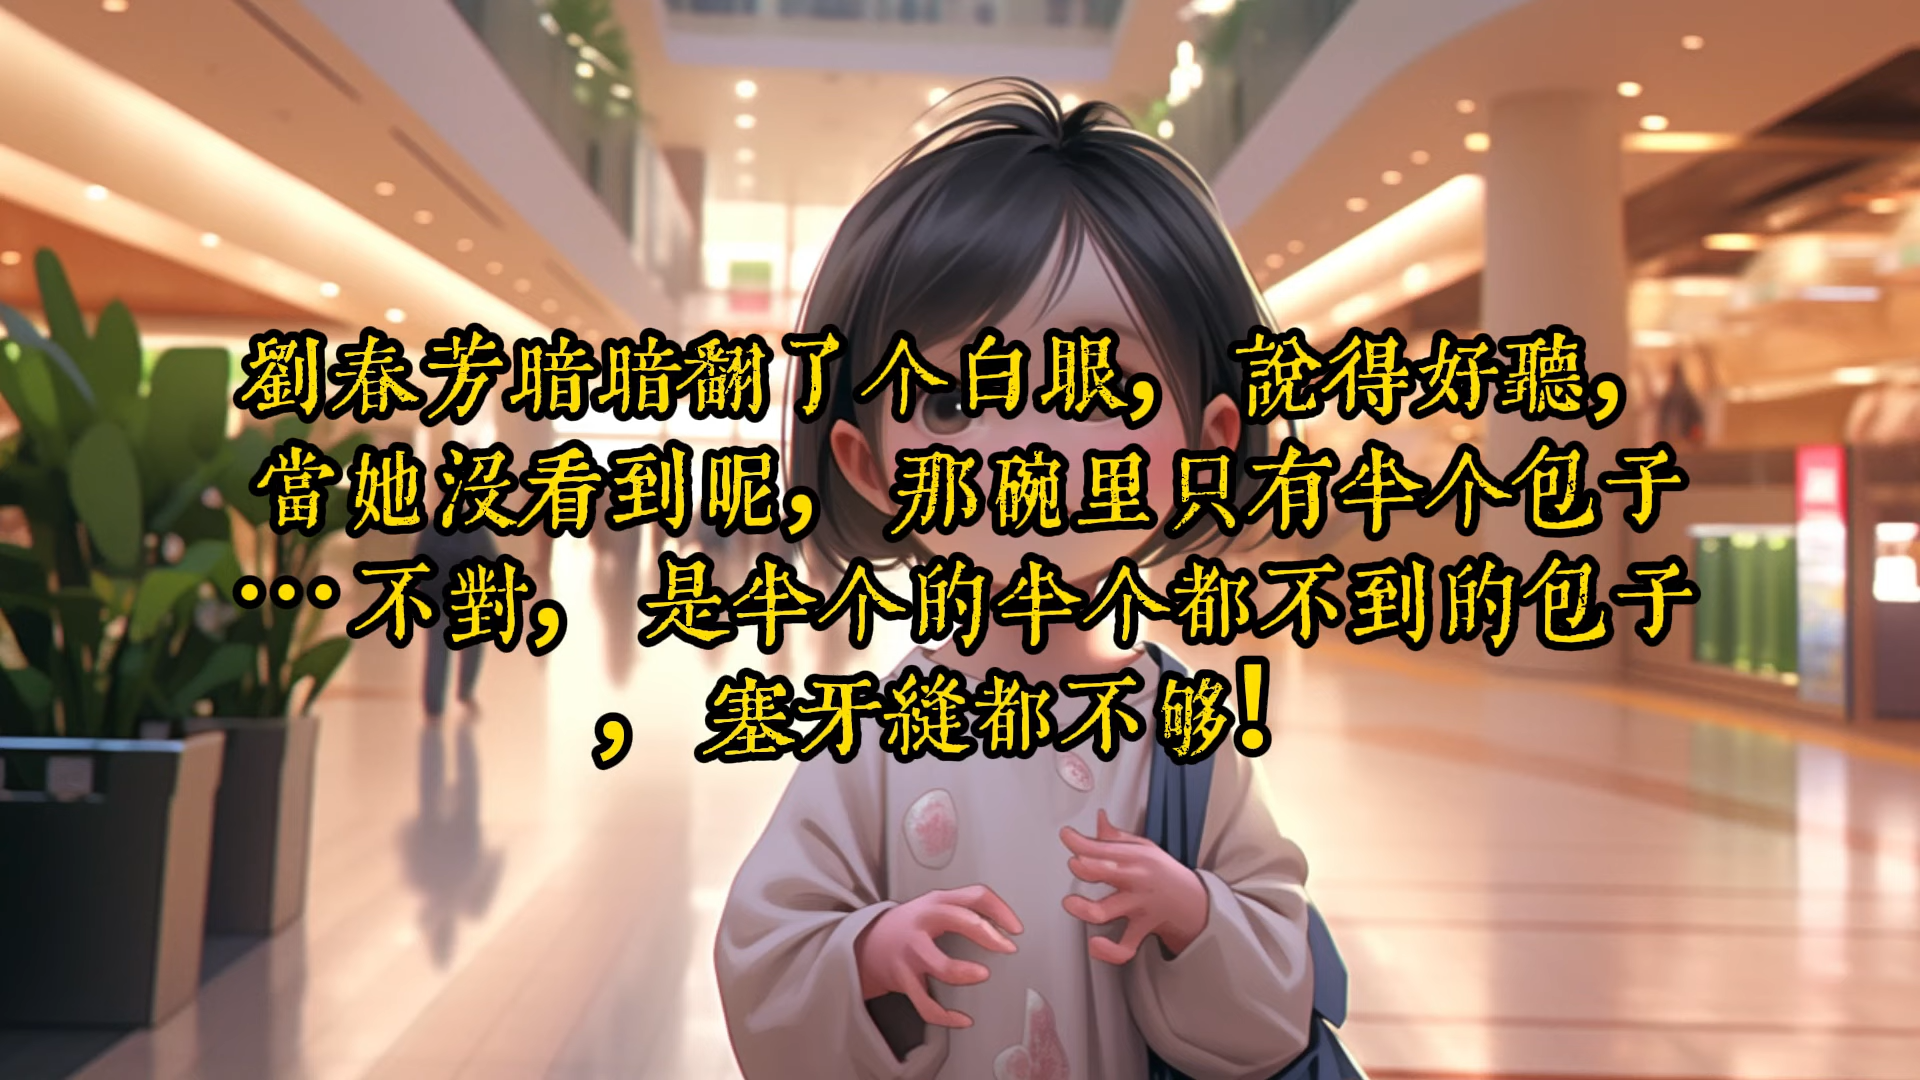 劉春芳暗暗翻了个白眼，說得好聽，
當她没看到呢，那碗里只有半个包子
…不對，是半个的半个都不到的包子
，塞牙縫都不够！